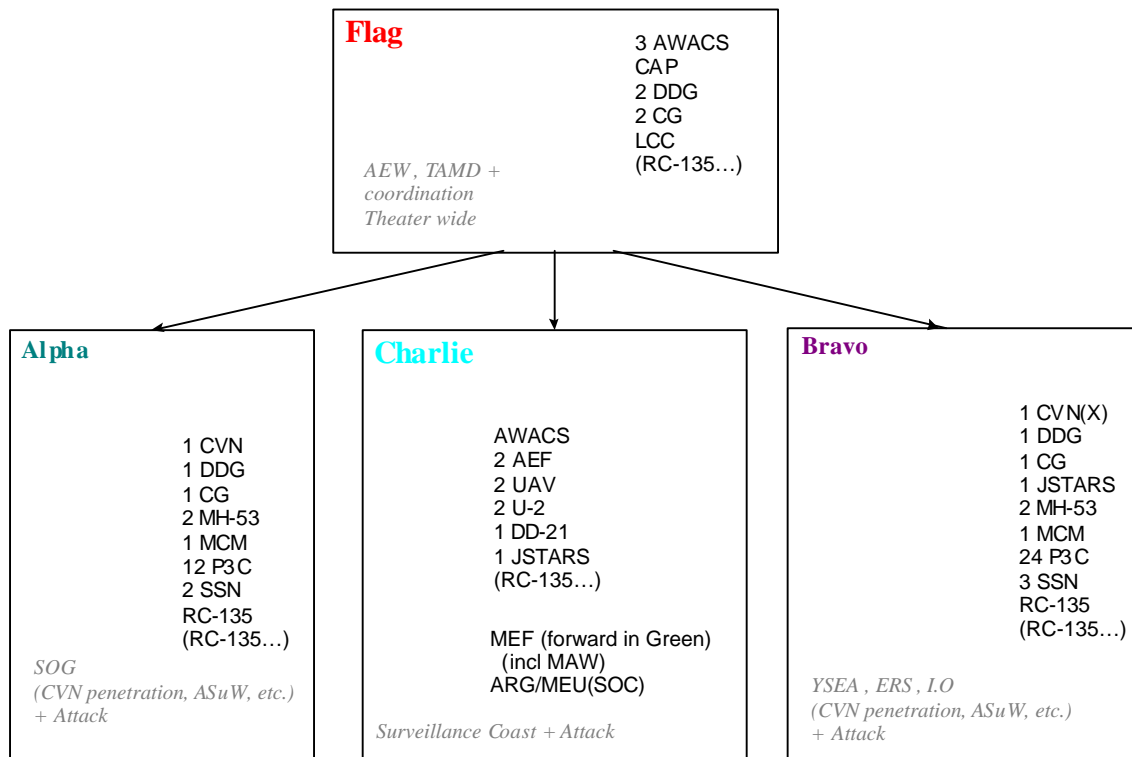 Flag
3 AWACS
CAP
2 DDG
2 CG
LCC
(RC-135…)
AEW , TAMD +
coordination
Theater wide
Alpha
1 CVN
1 DDG
1 CG
2 MH-53
1 MCM
12 P3C
2 SSN
RC-135
(RC-135…)
SOG
(CVN penetration, ASuW, etc.)
+ Attack
Charlie
AWACS
2 AEF
2 UAV
2 U-2
1 DD-21
1 JSTARS
(RC-135…)
MEF (forward in Green)
(incl MAW)
ARG/MEU(SOC)
Surveillance Coast + Attack
Bravo
1 CVN(X)
1 DDG
1 CG
1 JSTARS
2 MH-53
1 MCM
24 P3C
3 SSN
RC-135
(RC-135…)
YSEA , ERS , I.O
(CVN penetration, ASuW, etc.)
+ Attack